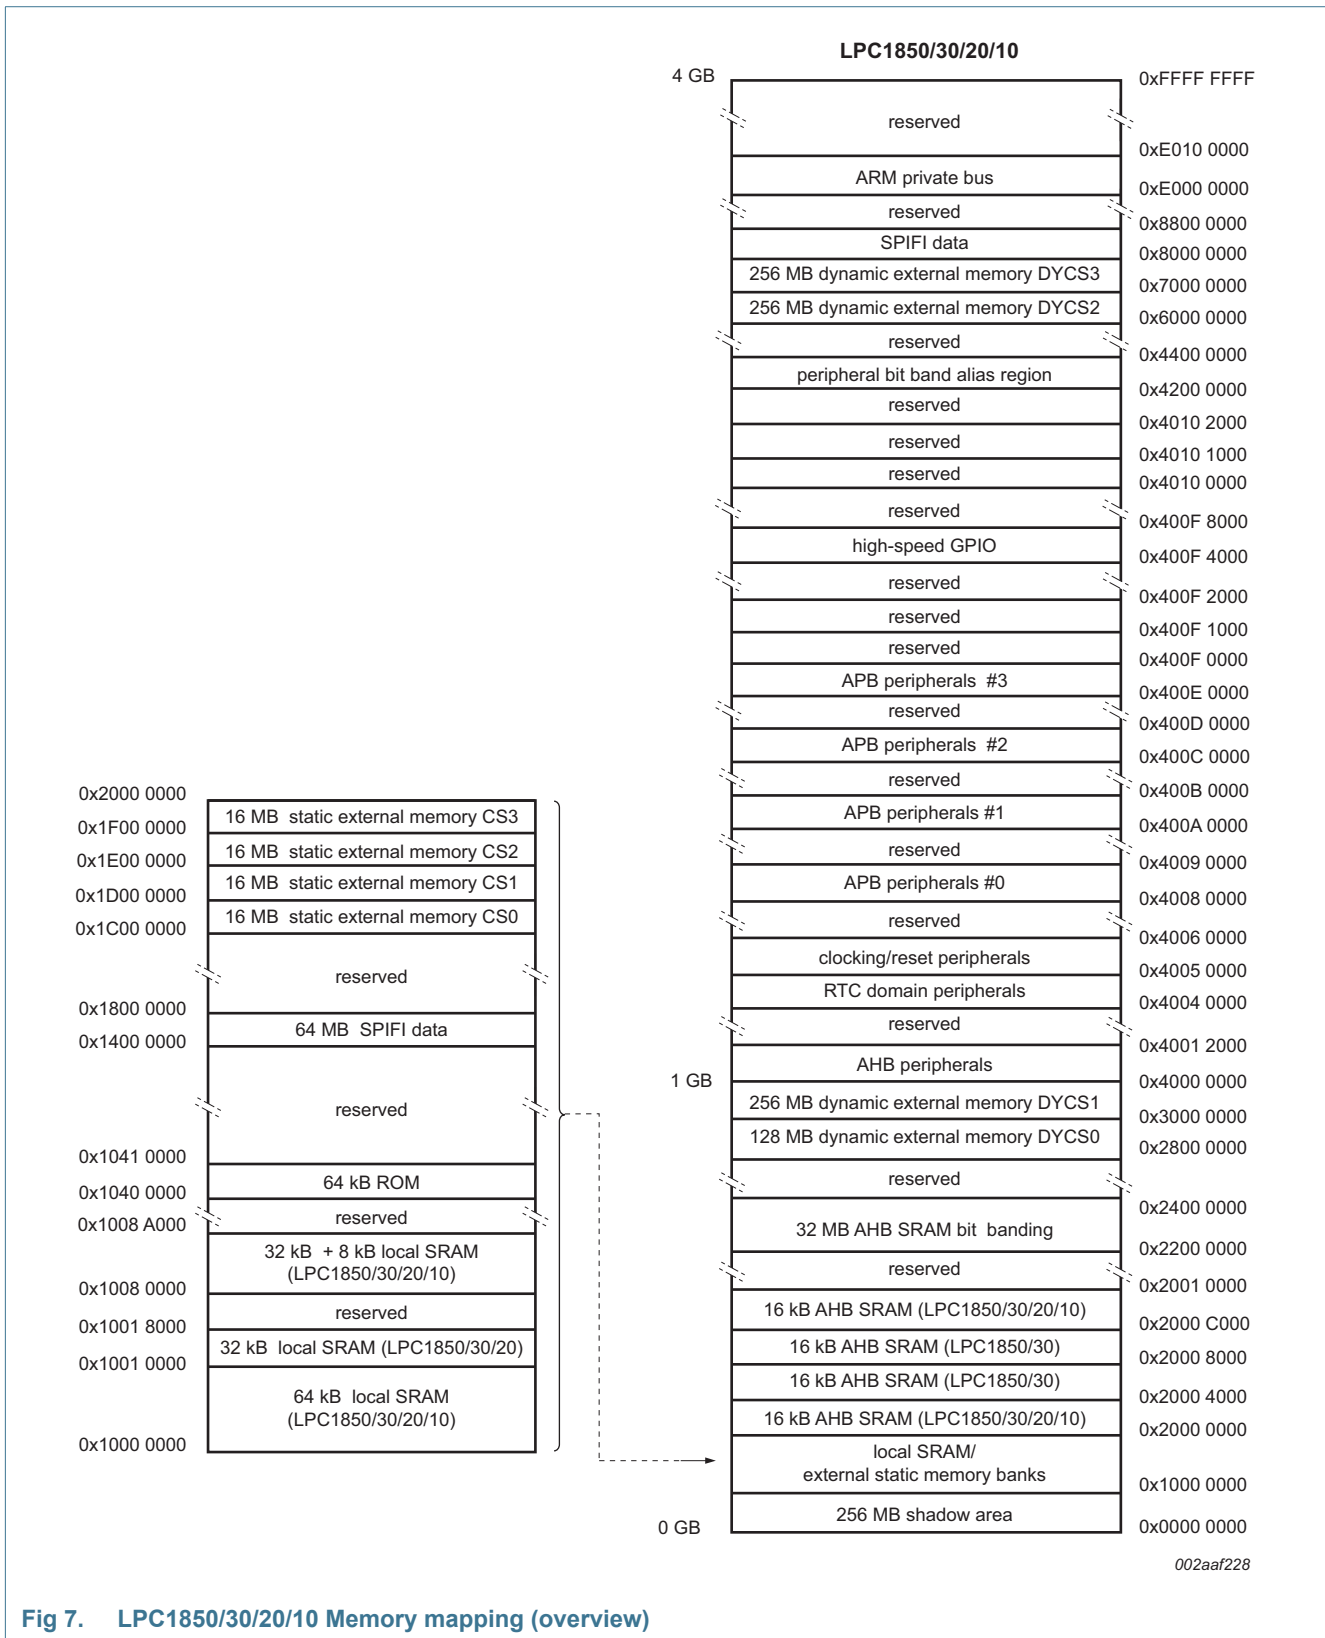 LPC1850/30/20/10
4 GB
0xFFFF FFFF
reserved
0xE010 0000
ARM private bus
0xE000 0000
reserved
0x8800 0000
SPIFI data
0x8000 0000
256 MB dynamic external memory DYCS3
0x7000 0000
256 MB dynamic external memory DYCS2
0x6000 0000
reserved
0x4400 0000
peripheral bit band alias region
0x4200 0000
reserved
0x4010 2000
reserved
0x4010 1000
reserved
0x4010 0000
reserved
0x400F 8000
high-speed GPIO
0x400F 4000
reserved
0x400F 2000
reserved
0x400F 1000
reserved
0x400F 0000
APB peripherals #3
0x400E 0000
reserved
0x400D 0000
APB peripherals #2
0x400C 0000
reserved
0x400B 0000
APB peripherals #1
0x400A 0000
reserved
0x4009 0000
APB peripherals #0
0x4008 0000
reserved
0x4006 0000
clocking/reset peripherals
0x4005 0000
RTC domain peripherals
0x4004 0000
reserved
0x4001 2000
AHB peripherals
1 GB
0x4000 0000
256 MB dynamic external memory DYCS1
0x3000 0000
128 MB dynamic external memory DYCS0
0x2800 0000
reserved
0x2400 0000
32 MB AHB SRAM bit banding
0x2200 0000
reserved
0x2001 0000
16 kB AHB SRAM (LPC1850/30/20/10)
0x2000 C000
16 kB AHB SRAM (LPC1850/30)
0x2000 8000
16 kB AHB SRAM (LPC1850/30)
0x2000 4000
16 kB AHB SRAM (LPC1850/30/20/10)
0x2000 0000
local SRAM/
external static memory banks
0x1000 0000
256 MB shadow area
0 GB
0x0000 0000
0x2000 0000
16 MB static external memory CS3
0x1F00 0000
16 MB static external memory CS2
0x1E00 0000
16 MB static external memory CS1
0x1D00 0000
16 MB static external memory CS0
0x1C00 0000
reserved
0x1800 0000
64 MB SPIFI data
0x1400 0000
reserved
0x1041 0000
64 kB ROM
0x1040 0000
reserved
0x1008 A000
32 kB + 8 kB local SRAM
(LPC1850/30/20/10)
0x1008 0000
reserved
0x1001 8000
32 kB local SRAM (LPC1850/30/20)
0x1001 0000
64 kB local SRAM
(LPC1850/30/20/10)
0x1000 0000
002aaf228
Fig 7. LPC1850/30/20/10 Memory mapping (overview)